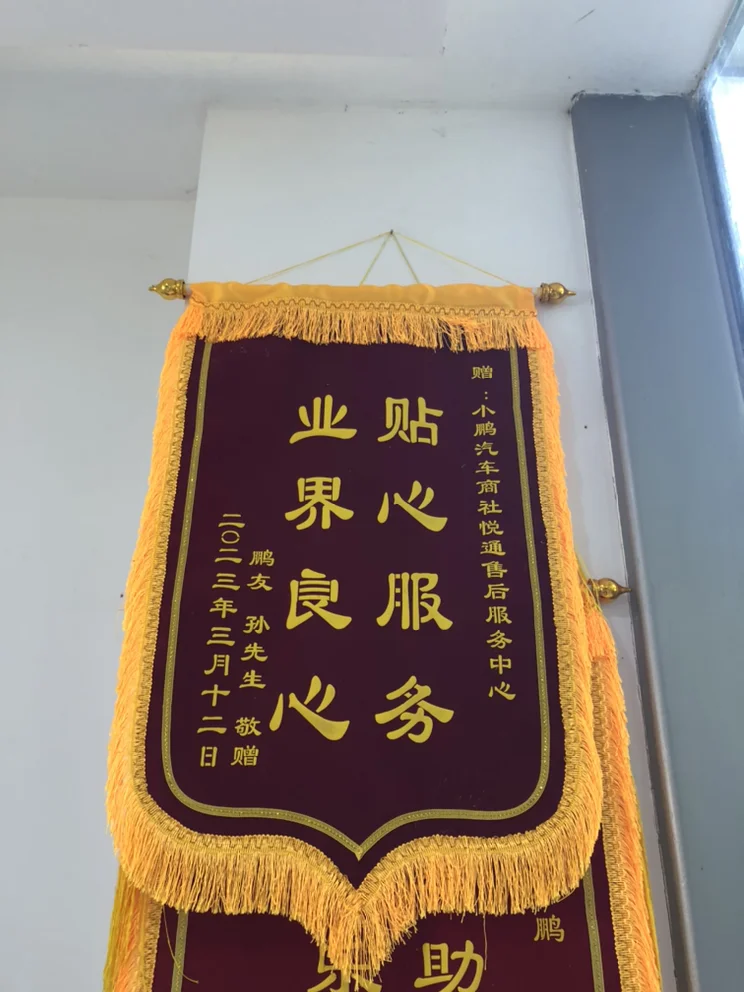 赠：小鹏汽车商社悦通售后服务中心
贴心服务
业界良心
鹏友 孙先生 敬赠
二〇二三年三月十二日
鹏
助
乐